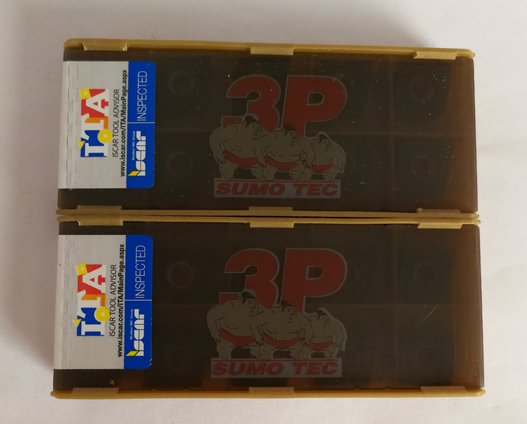 ITA
ISCAR TOOL ADVISOR
www.iscar.com/ITA/MainPage.aspx
iscar
INSPECTED
3P
SUMO TEC
ITA
ISCAR TOOL ADVISOR
www.iscar.com/ITA/MainPage.aspx
iscar
INSPECTED
3P
SUMO TEC